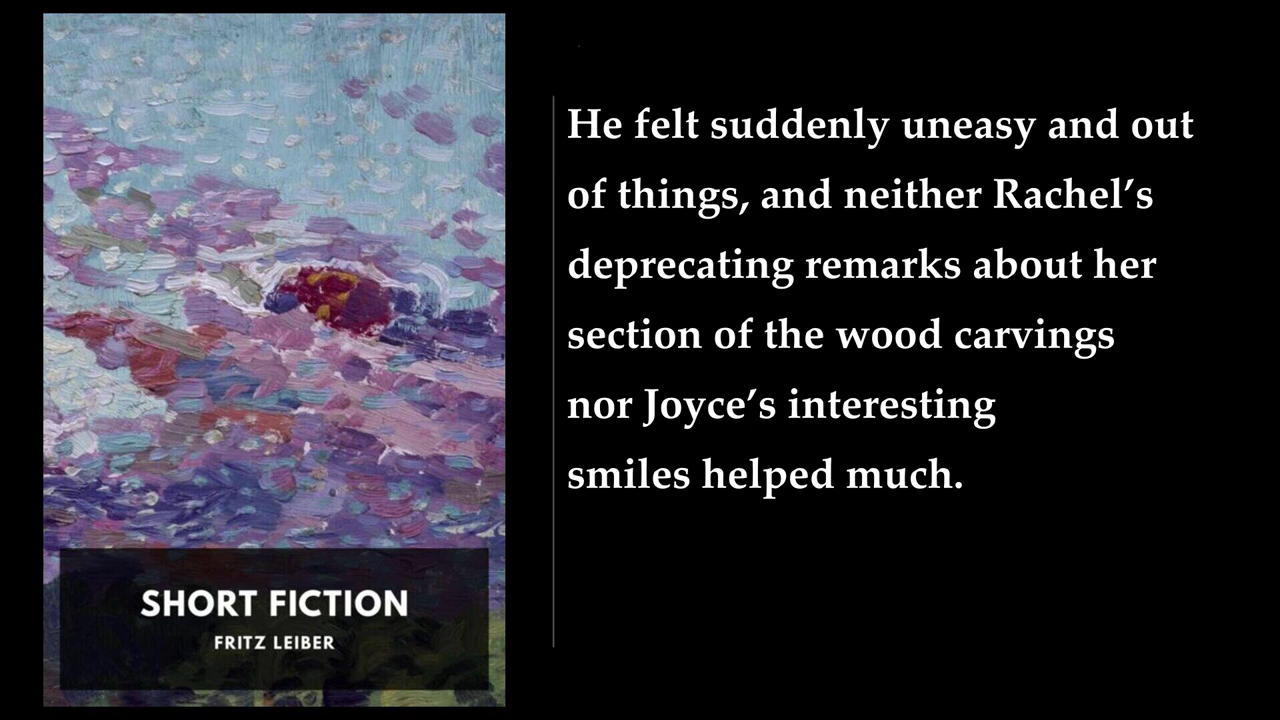 He felt suddenly uneasy and out
of things, and neither Rachel’s
deprecating remarks about her
section of the wood carvings
nor Joyce’s interesting
smiles helped much.
SHORT FICTION
FRITZ LEIBER